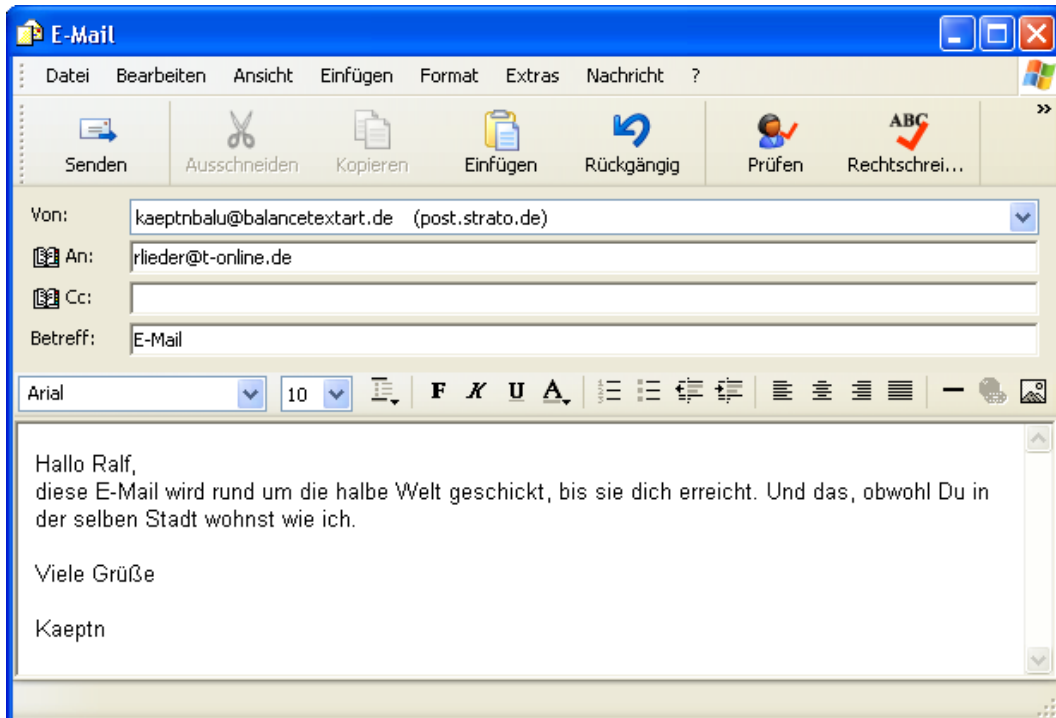 E-Mail
Datei Bearbeiten Ansicht Einfügen Format Extras Nachricht ?
Senden Ausschneiden Kopieren Einfügen Rückgängig Prüfen ABC Rechtschrei...
Von: kaeptnbalu@balancetextart.de (post.strato.de)
An: rlieder@t-online.de
Cc:
Betreff: E-Mail
Arial 10 F K U A
Hallo Ralf,
diese E-Mail wird rund um die halbe Welt geschickt, bis sie dich erreicht. Und das, obwohl Du in
der selben Stadt wohnst wie ich.
Viele Grüße
Kaeptn